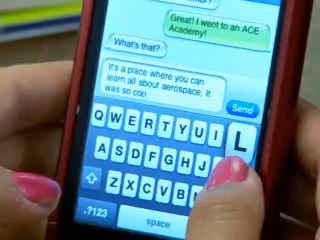 Great! I went to an ACE
Academy!
What's that?
It's a place where you can
learn all about aerospace. It
was so coo
Send
Q W E R T Y U I
L
A S D F G H J
Z X C V B
.?123
space